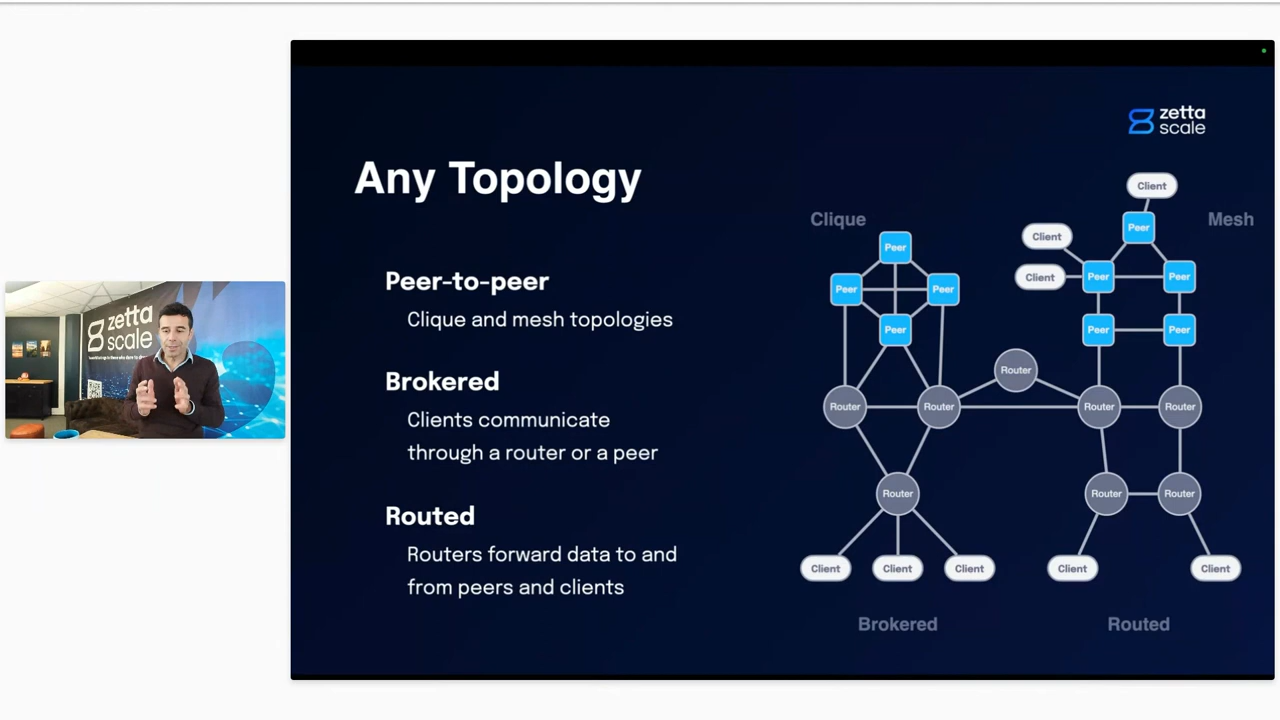 zetta
scale
Any Topology
Peer-to-peer
Clique and mesh topologies
Brokered
Clients communicate
through a router or a peer
Routed
Routers forward data to and
from peers and clients
Clique
Mesh
Client
Peer
Client
Peer
Client
Peer
Peer
Peer
Peer
Client
Peer
Peer
Peer
Router
Router
Router
Router
Router
Router
Router
Router
Client
Client
Client
Client
Client
Brokered
Routed
zetta
scale